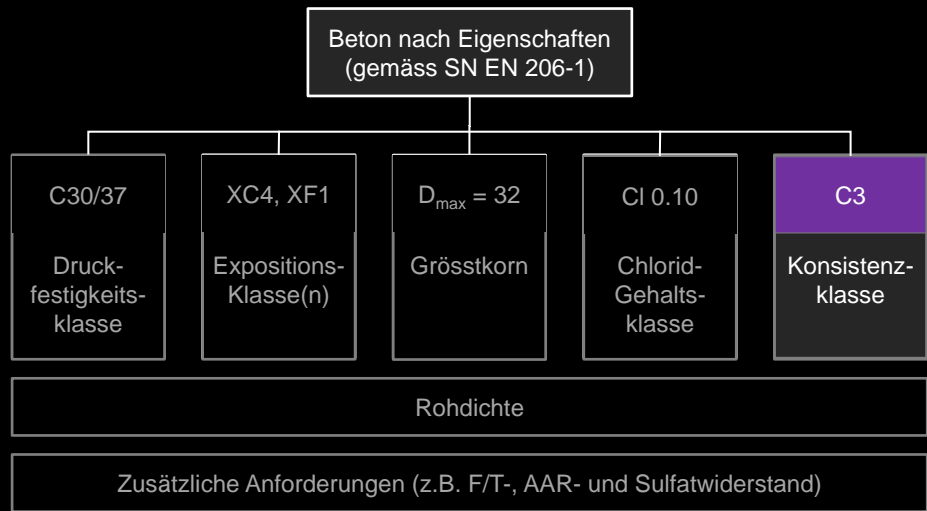 Beton nach Eigenschaften
(gemäss SN EN 206-1)
C30/37
XC4, XF1
Dmax = 32
Cl 0.10
C3
Druck-
festigkeits-
klasse
Expositions-
Klasse(n)
Grösstkorn
Chlorid-
Gehalts-
klasse
Konsistenz-
klasse
Rohdichte
Zusätzliche Anforderungen (z.B. F/T-, AAR- und Sulfatwiderstand)